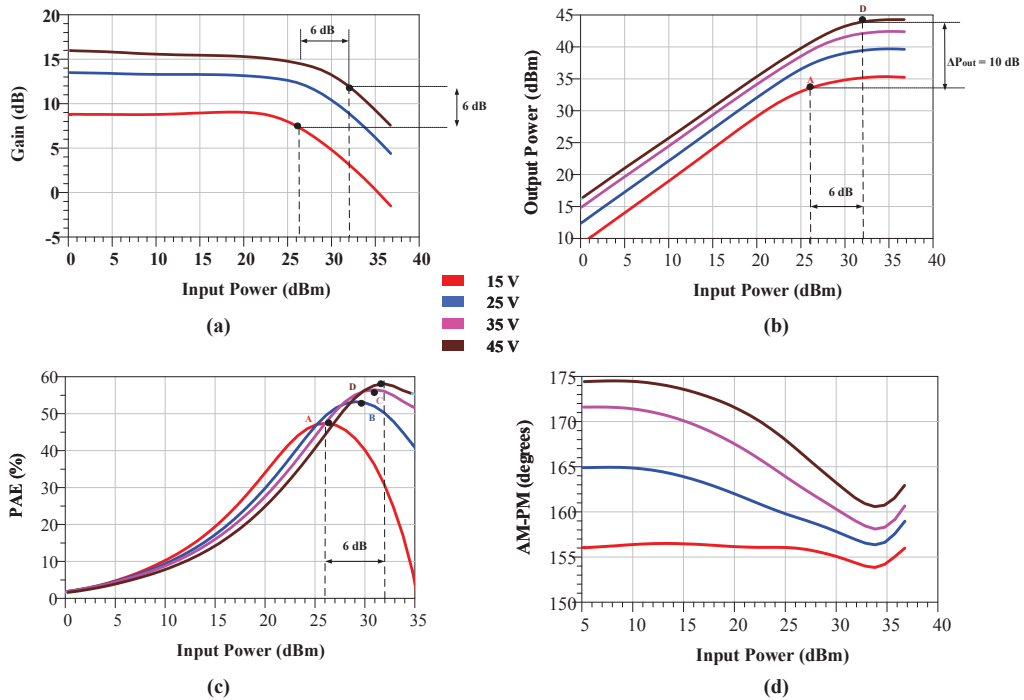 20
15
10
5
0
-5
Gain (dB)
6 dB
6 dB
0 5 10 15 20 25 30 35 40
Input Power (dBm)
(a)
45
40
35
30
25
20
15
10
Output Power (dBm)
D
A
ΔPout = 10 dB
6 dB
0 5 10 15 20 25 30 35 40
Input Power (dBm)
(b)
15 V
25 V
35 V
45 V
60
50
40
30
20
10
0
PAE (%)
A
D
C
B
6 dB
0 5 10 15 20 25 30 35
Input Power (dBm)
(c)
175
170
165
160
155
150
AM-PM (degrees)
5 10 15 20 25 30 35 40
Input Power (dBm)
(d)